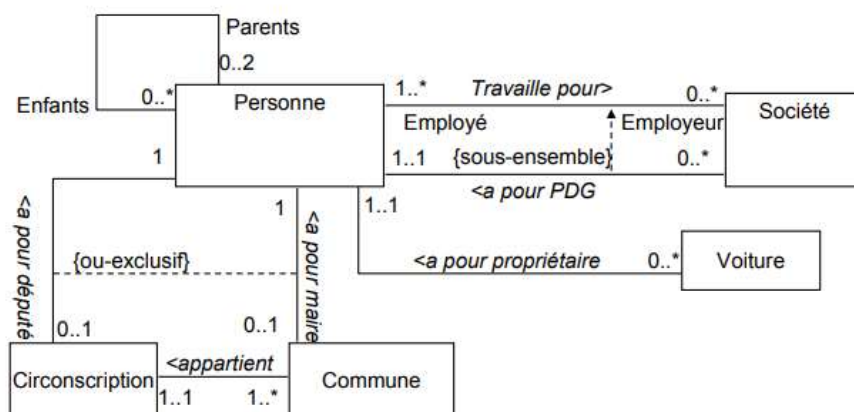 Parents
0..2
Enfants
0..*
Personne
1..*
Travaille pour>
0..*
Société
Employé
Employeur
1
1..1
{sous-ensemble}
0..*
<a pour PDG
1
1..1
<a pour député
{ou-exclusif}
<a pour maire
<a pour propriétaire
0..*
Voiture
0..1
0..1
Circonscription
<appartient
Commune
1..1
1..*